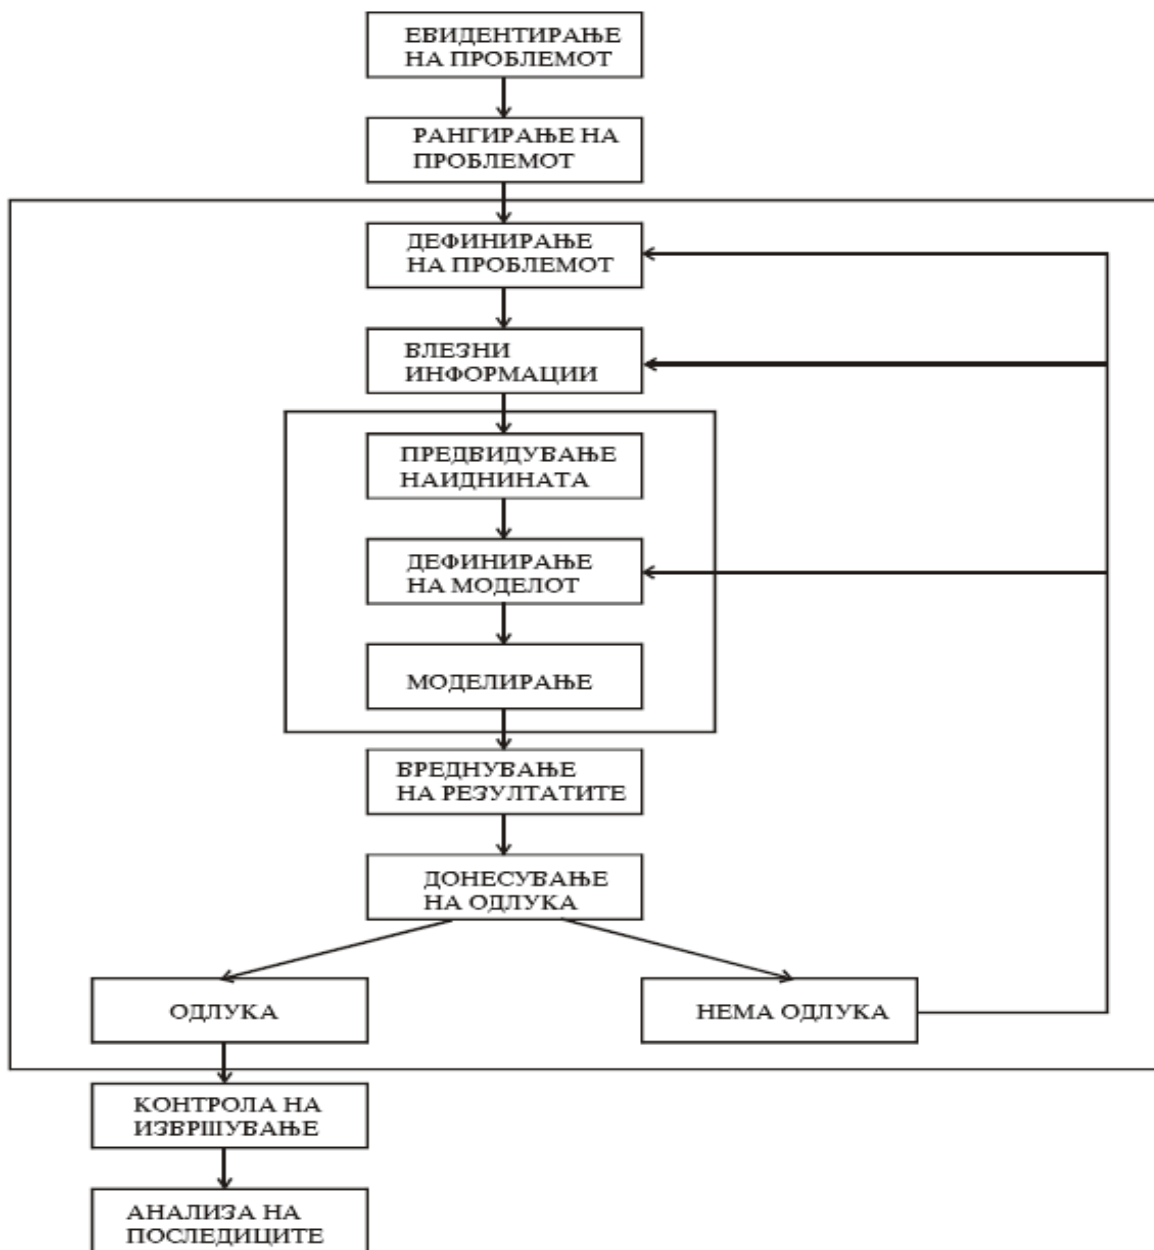 ЕВИДЕНТИРАЊЕ
НА ПРОБЛЕМОТ
РАНГИРАЊЕ НА
ПРОБЛЕМОТ
ДЕФИНИРАЊЕ
НА ПРОБЛЕМОТ
ВЛЕЗНИ
ИНФОРМАЦИИ
ПРЕДВИДУВАЊЕ
НАИДНИНАТА
ДЕФИНИРАЊЕ
НА МОДЕЛОТ
МОДЕЛИРАЊЕ
ВРЕДНУВАЊЕ
НА РЕЗУЛТАТИТЕ
ДОНЕСУВАЊЕ
НА ОДЛУКА
ОДЛУКА
НЕМА ОДЛУКА
КОНТРОЛА НА
ИЗВРШУВАЊЕ
АНАЛИЗА НА
ПОСЛЕДИЦИТЕ